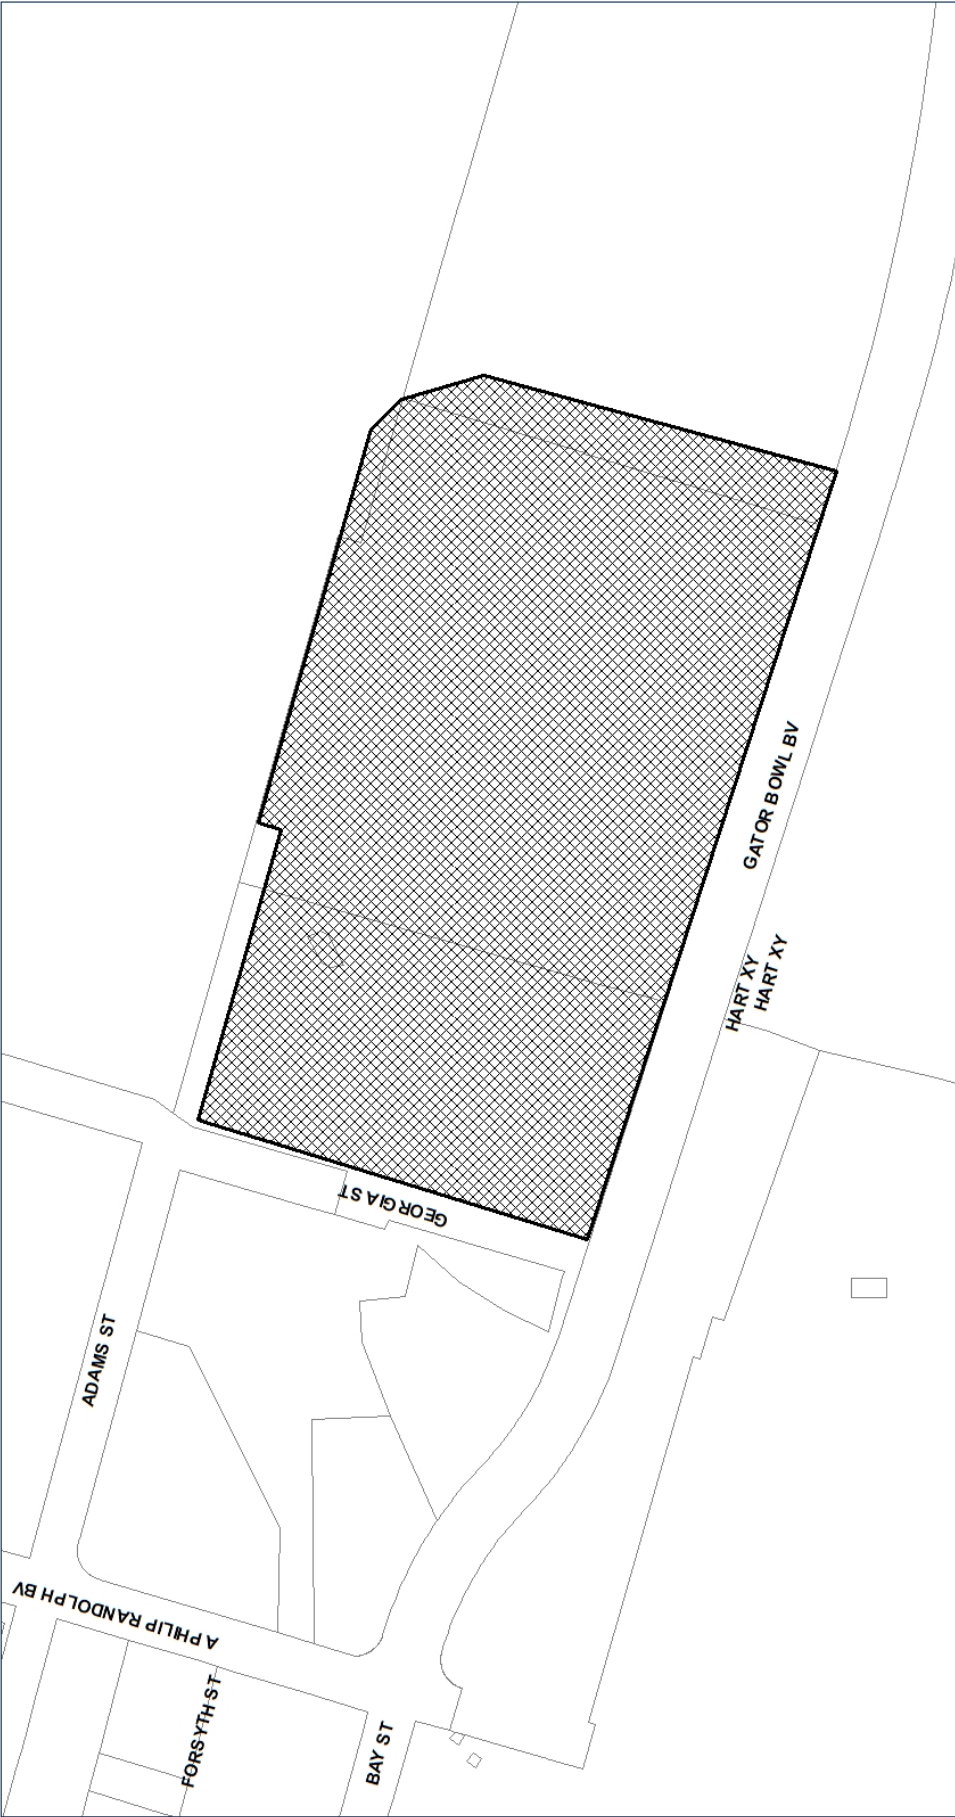 GATOR BOWL BV
HART XY
HART XY
GEORGIA ST
ADAMS ST
A PHILIP RANDOLPH BV
FORSYTH ST
BAY ST